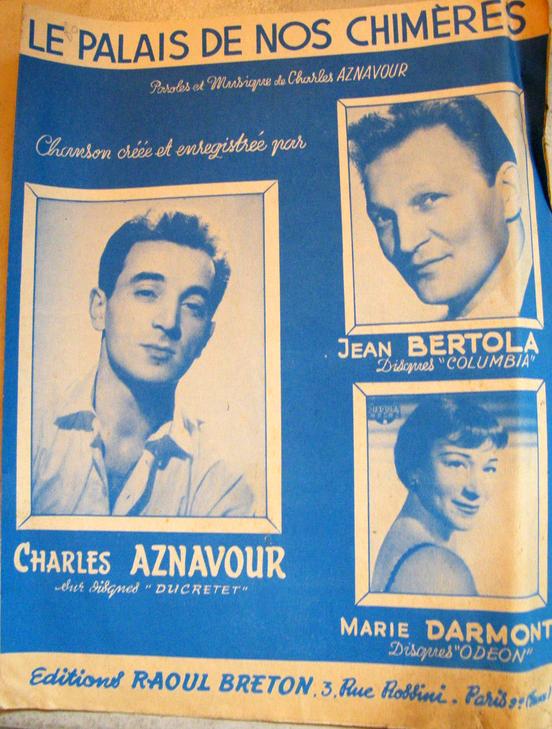 LE PALAIS DE NOS CHIMÈRES
Paroles et Musique de Charles AZNAVOUR
Chanson créée et enregistrée par
JEAN BERTOLA
Disques "COLUMBIA"
CHARLES AZNAVOUR
sur disques "DUCRETET"
MARIE DARMONT
Disques "ODEON"
Editions RAOUL BRETON. 3, Rue Rossini - Paris 9e